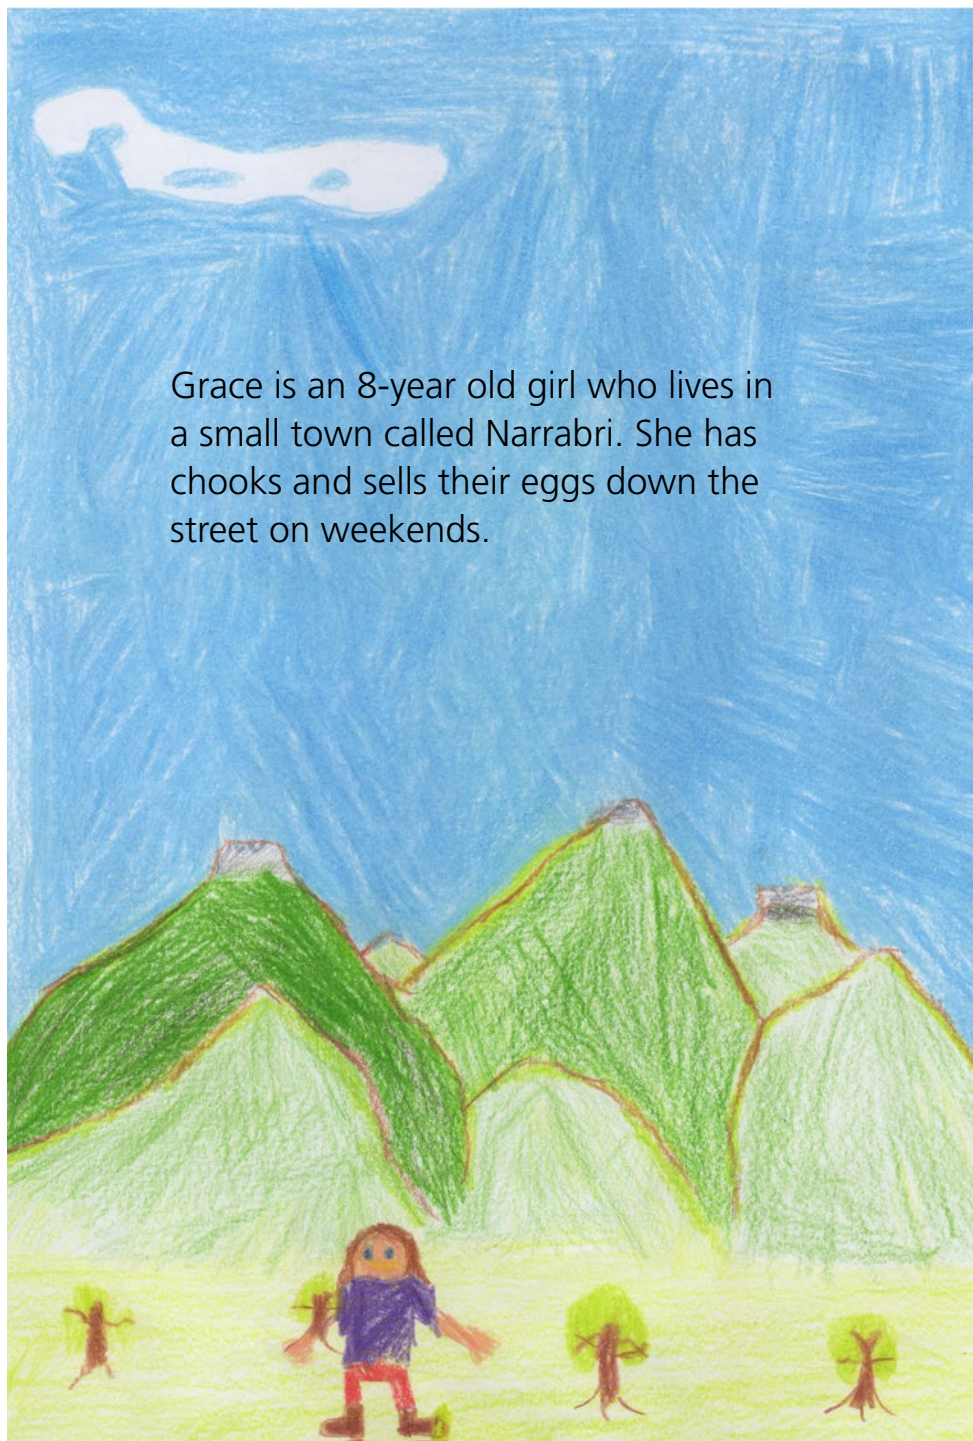 Grace is an 8-year old girl who lives in
a small town called Narrabri. She has
chooks and sells their eggs down the
street on weekends.